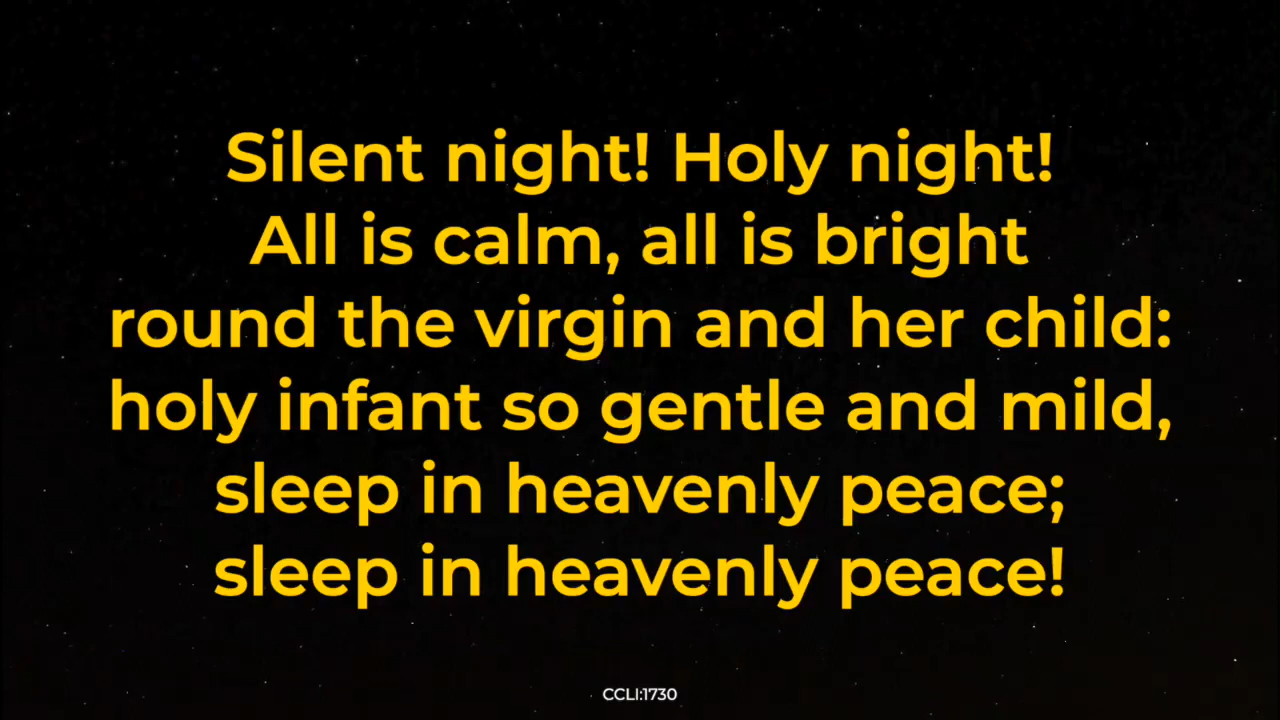 Silent night! Holy night!
All is calm, all is bright
round the virgin and her child:
holy infant so gentle and mild,
sleep in heavenly peace;
sleep in heavenly peace!
CCLI:1730